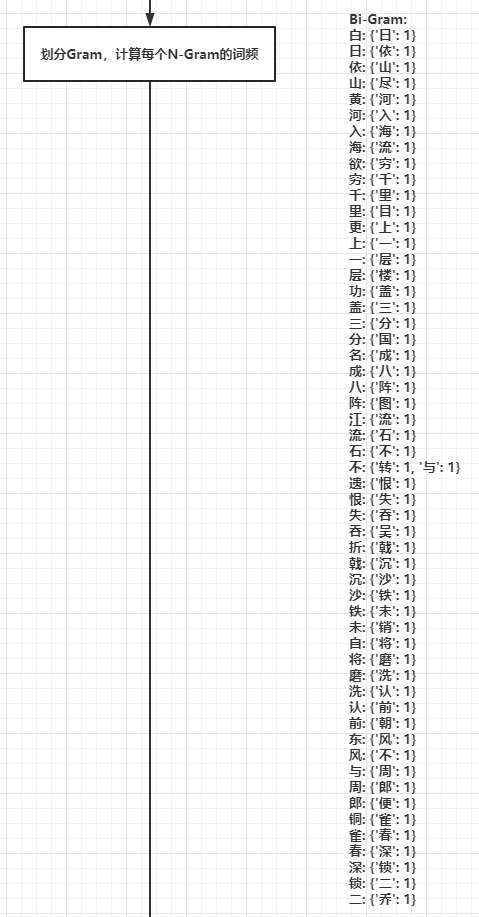 划分Gram，计算每个N-Gram的词频
Bi-Gram:
白: {'日': 1}
日: {'依': 1}
依: {'山': 1}
山: {'尽': 1}
黄: {'河': 1}
河: {'入': 1}
入: {'海': 1}
海: {'流': 1}
欲: {'穷': 1}
穷: {'千': 1}
千: {'里': 1}
里: {'目': 1}
更: {'上': 1}
上: {'一': 1}
一: {'层': 1}
层: {'楼': 1}
功: {'盖': 1}
盖: {'三': 1}
三: {'分': 1}
分: {'国': 1}
名: {'成': 1}
成: {'八': 1}
八: {'阵': 1}
阵: {'图': 1}
江: {'流': 1}
流: {'石': 1}
石: {'不': 1}
不: {'转': 1, '与': 1}
遗: {'恨': 1}
恨: {'失': 1}
失: {'吞': 1}
吞: {'吴': 1}
折: {'戟': 1}
戟: {'沉': 1}
沉: {'沙': 1}
沙: {'铁': 1}
铁: {'未': 1}
未: {'销': 1}
自: {'将': 1}
将: {'磨': 1}
磨: {'洗': 1}
洗: {'认': 1}
认: {'前': 1}
前: {'朝': 1}
东: {'风': 1}
风: {'不': 1}
与: {'周': 1}
周: {'郎': 1}
郎: {'便': 1}
铜: {'雀': 1}
雀: {'春': 1}
春: {'深': 1}
深: {'锁': 1}
锁: {'二': 1}
二: {'乔': 1}